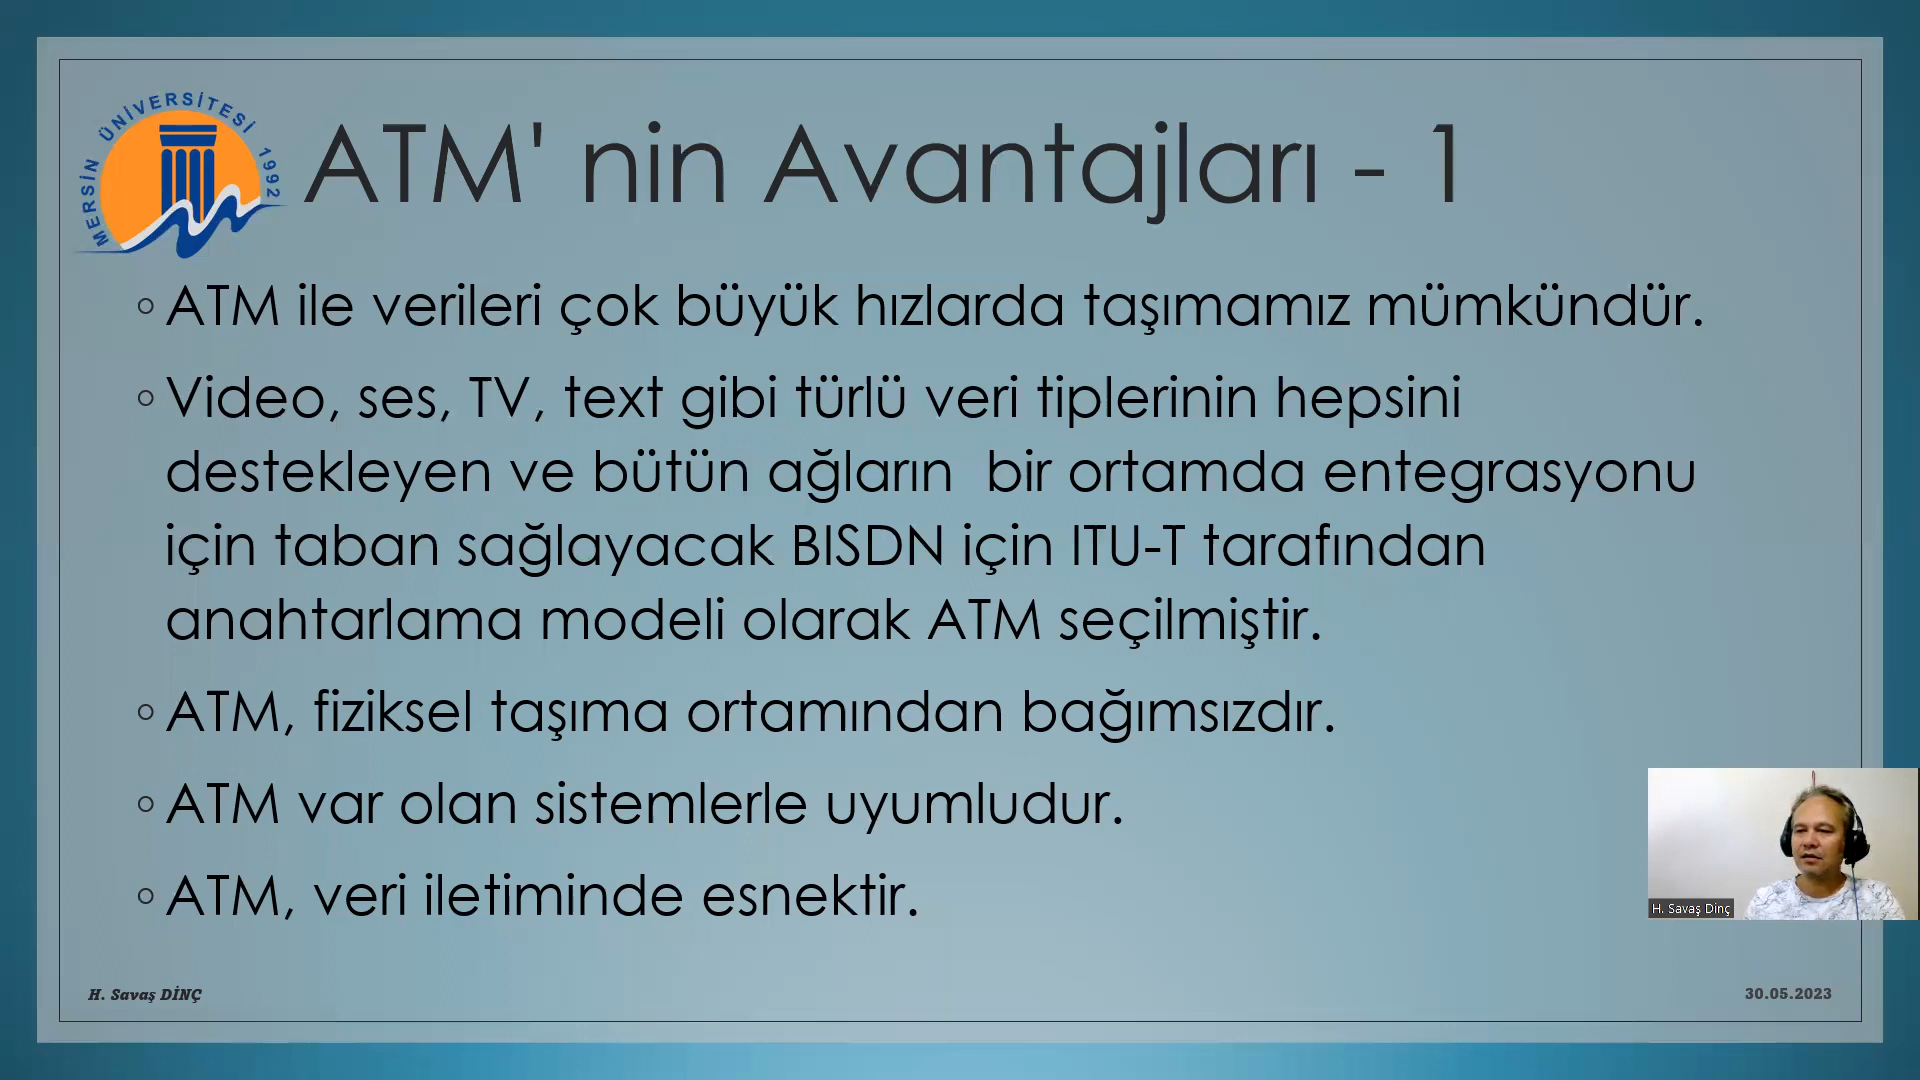 MERSİN ÜNİVERSİTESİ 1992
ATM' nin Avantajları - 1
◦ ATM ile verileri çok büyük hızlarda taşımamız mümkündür.
◦ Video, ses, TV, text gibi türlü veri tiplerinin hepsini
destekleyen ve bütün ağların  bir ortamda entegrasyonu
için taban sağlayacak BISDN için ITU-T tarafından
anahtarlama modeli olarak ATM seçilmiştir.
◦ ATM, fiziksel taşıma ortamından bağımsızdır.
◦ ATM var olan sistemlerle uyumludur.
◦ ATM, veri iletiminde esnektir.
H. Savaş Dinç
H. Savaş DİNÇ
30.05.2023